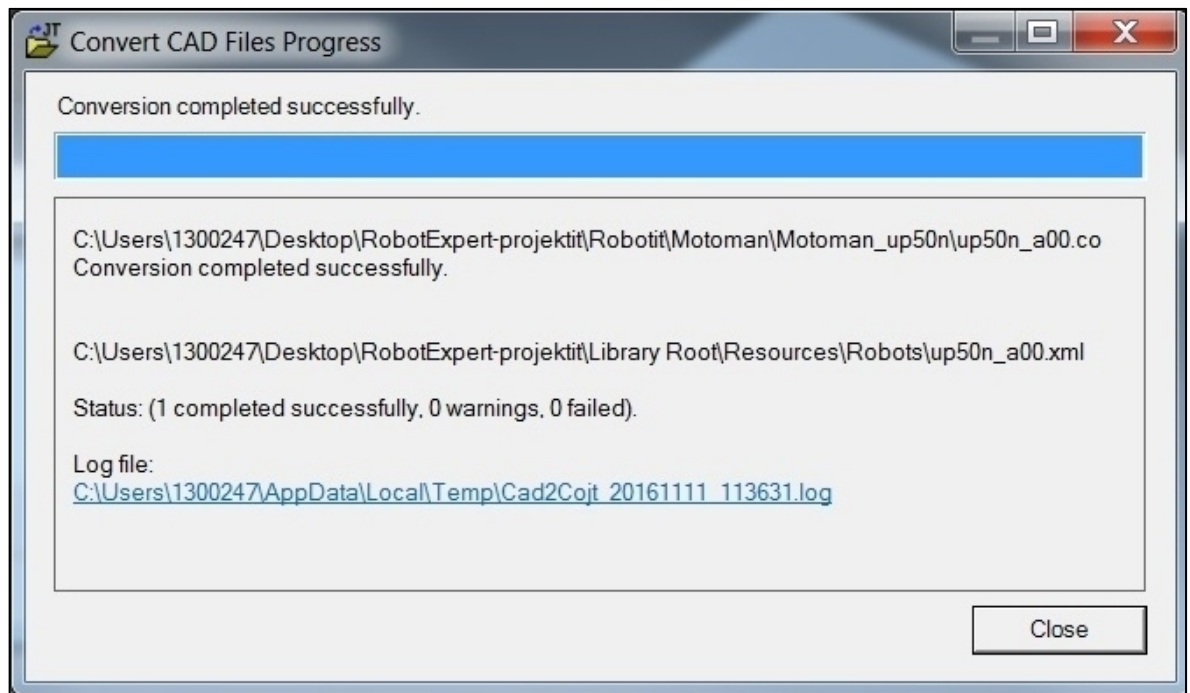 JT
Convert CAD Files Progress
X
Conversion completed successfully.
C:\Users\1300247\Desktop\RobotExpert-projektit\Robotit\Motoman\Motoman_up50n\up50n_a00.co
Conversion completed successfully.
C:\Users\1300247\Desktop\RobotExpert-projektit\Library Root\Resources\Robots\up50n_a00.xml
Status: (1 completed successfully, 0 warnings, 0 failed).
Log file:
C:\Users\1300247\AppData\Local\Temp\Cad2Cojt_20161111_113631.log
Close